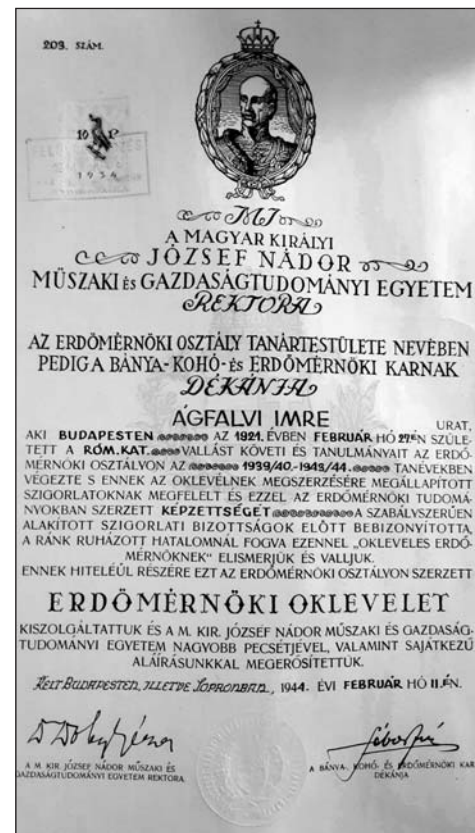 203. SZÁM.
1934
MI
A MAGYAR KIRÁLYI
JÓZSEF NÁDOR
MŰSZAKI és GAZDASÁGTUDOMÁNYI EGYETEM
REKTORA
AZ ERDŐMÉRNÖKI OSZTÁLY TANÁRTESTÜLETE NEVÉBEN
PEDIG A BÁNYA-KOHÓ-és ERDŐMÉRNÖKI KARNAK
DÉKÁNJA
ÁGFALVI IMRE URAT,
AKI BUDAPESTEN AZ 1921. ÉVBEN FEBRUÁR HÓ 27.ÉN SZÜLE-
TETT A RÓM. KAT. VALLÁST KÖVETI ÉS TANULMÁNYAIT AZ ERDŐ-
MÉRNÖKI OSZTÁLYON AZ 1939/40.-1943/44. TANÉVEKBEN
VÉGEZTE S ENNEK AZ OKLEVÉLNEK MEGSZERZÉSÉRE MEGÁLLAPÍTOTT
SZIGORLATOKNAK MEGFELELT ÉS EZZEL AZ ERDŐMÉRNÖKI TUDOMÁ-
NYOKBAN SZERZETT KÉPZETTSÉGÉT A SZABÁLYSZERŰEN
ALAKÍTOTT SZIGORLATI BIZOTTSÁGOK ELŐTT BEBIZONYÍTOTTA,
A RÁNK RUHÁZOTT HATALOMNÁL FOGVA EZENNEL „OKLEVELES ERDŐ-
MÉRNÖKNEK“ ELISMERJÜK ÉS VALLJUK.
ENNEK HITELÉÜL RÉSZÉRE EZT AZ ERDŐMÉRNÖKI OSZTÁLYON SZERZETT
ERDŐMÉRNÖKI OKLEVELET
KISZOLGÁLTATTUK ÉS A M. KIR. JÓZSEF NÁDOR MŰSZAKI ÉS GAZDASÁG-
TUDOMÁNYI EGYETEM NAGYOBB PECSÉTJÉVEL, VALAMINT SAJÁTKEZŰ
ALÁÍRÁSUNKKAL MEGERŐSÍTETTÜK.
KELT BUDAPESTEN, ILLETVE SOPRONBAN, 1944. ÉVI FEBRUÁR HÓ 11.ÉN.
A M. KIR. JÓZSEF NÁDOR MŰSZAKI ÉS
GAZDASÁGTUDOMÁNYI EGYETEM REKTORA.
A BÁNYA-, KOHÓ- ÉS ERDŐMÉRNÖKI KAR
DÉKÁNJA